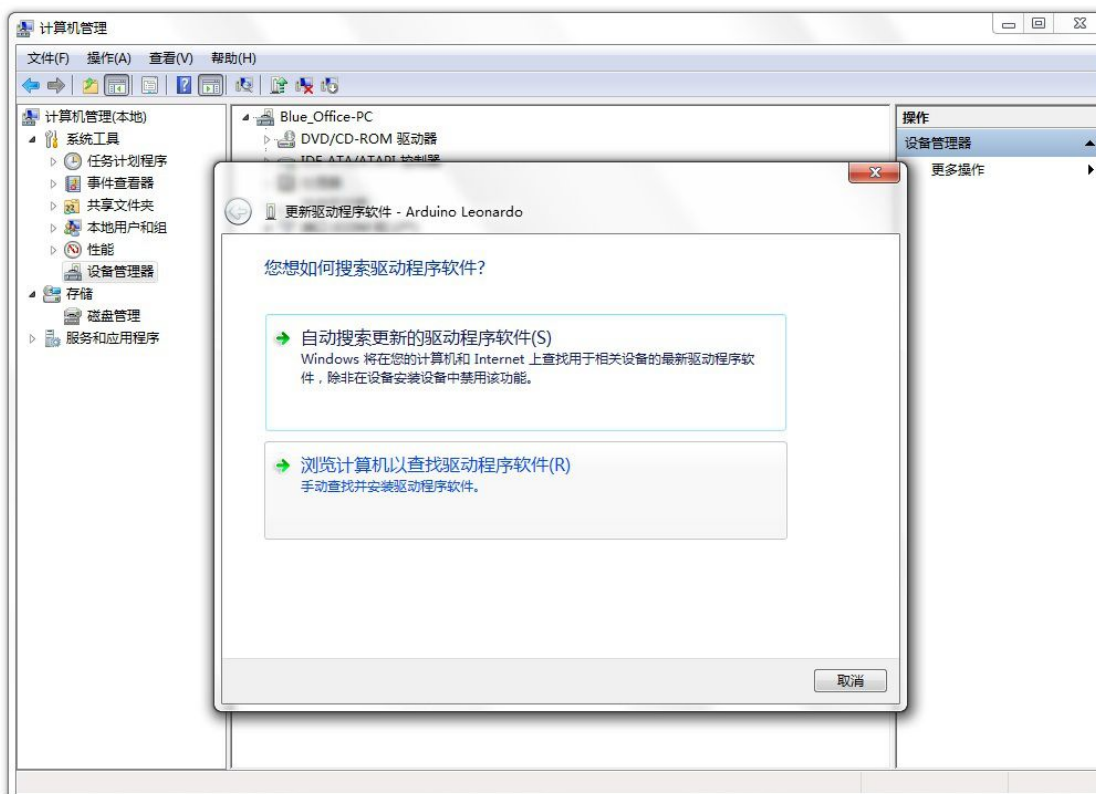 计算机管理
文件(F) 操作(A) 查看(V) 帮助(H)
计算机管理(本地)
系统工具
任务计划程序
事件查看器
共享文件夹
本地用户和组
性能
设备管理器
存储
磁盘管理
服务和应用程序
Blue_Office-PC
DVD/CD-ROM 驱动器
IDE ATA/ATAPI 控制器
更新驱动程序软件 - Arduino Leonardo
您想如何搜索驱动程序软件?
自动搜索更新的驱动程序软件(S)
Windows 将在您的计算机和 Internet 上查找用于相关设备的最新驱动程序软
件，除非在设备安装设备中禁用该功能。
浏览计算机以查找驱动程序软件(R)
手动查找并安装驱动程序软件。
取消
操作
设备管理器
更多操作